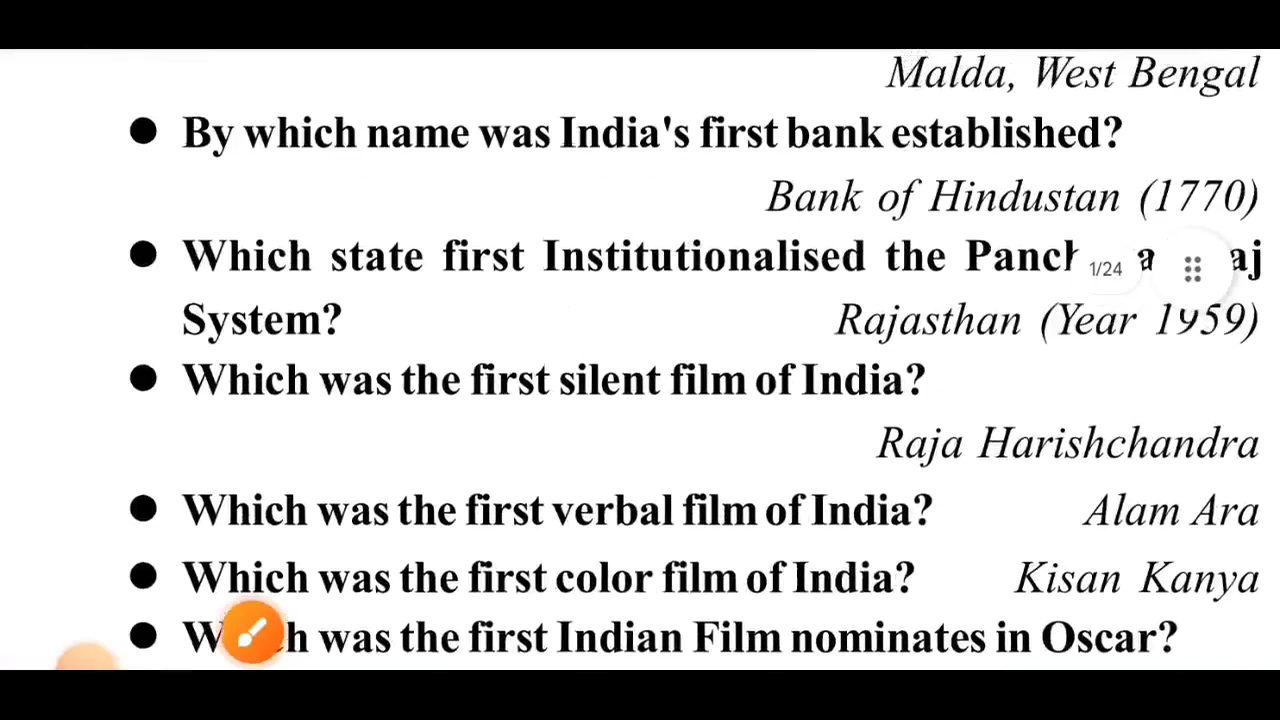 Malda, West Bengal
● By which name was India's first bank established?
Bank of Hindustan (1770)
● Which state first Institutionalised the
1/24
System? Rajasthan (Year 1959)
● Which was the first silent film of India?
Raja Harishchandra
● Which was the first verbal film of India? Alam Ara
● Which was the first color film of India? Kisan Kanya
● was the first Indian Film nominates in Oscar?